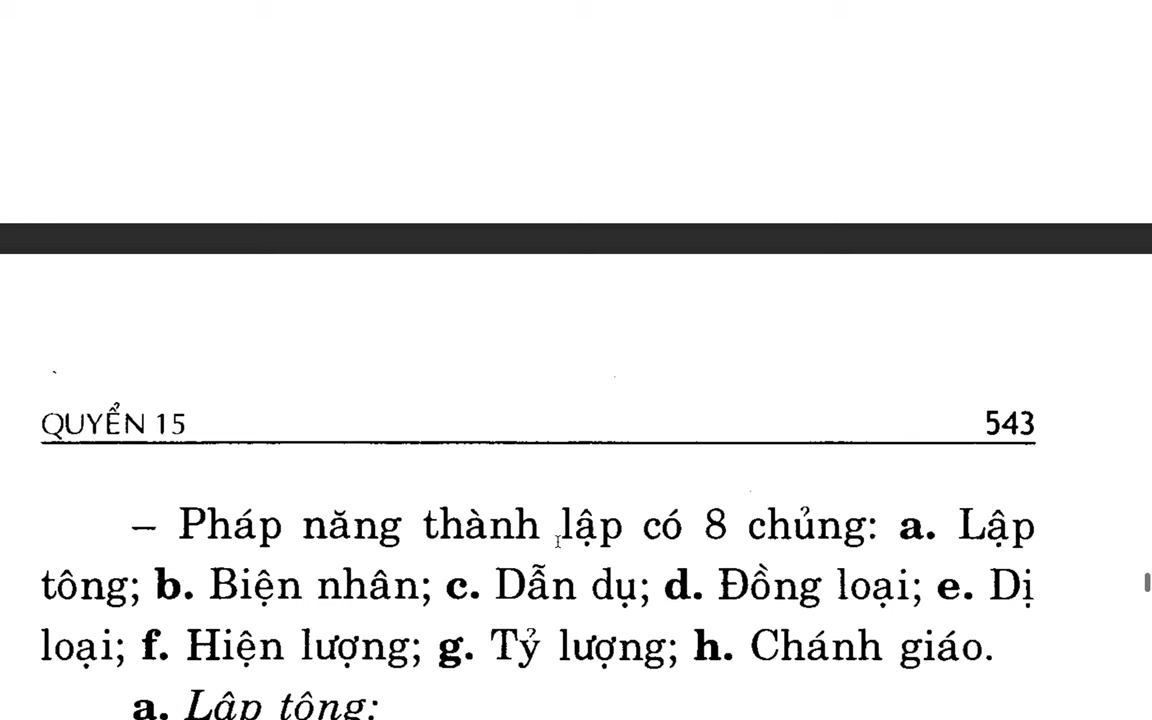 QUYỂN 15 543
– Pháp năng thành lập có 8 chủng: a. Lập
tông; b. Biện nhân; c. Dẫn dụ; d. Đồng loại; e. Dị
loại; f. Hiện lượng; g. Tỷ lượng; h. Chánh giáo.
a. Lập tông: